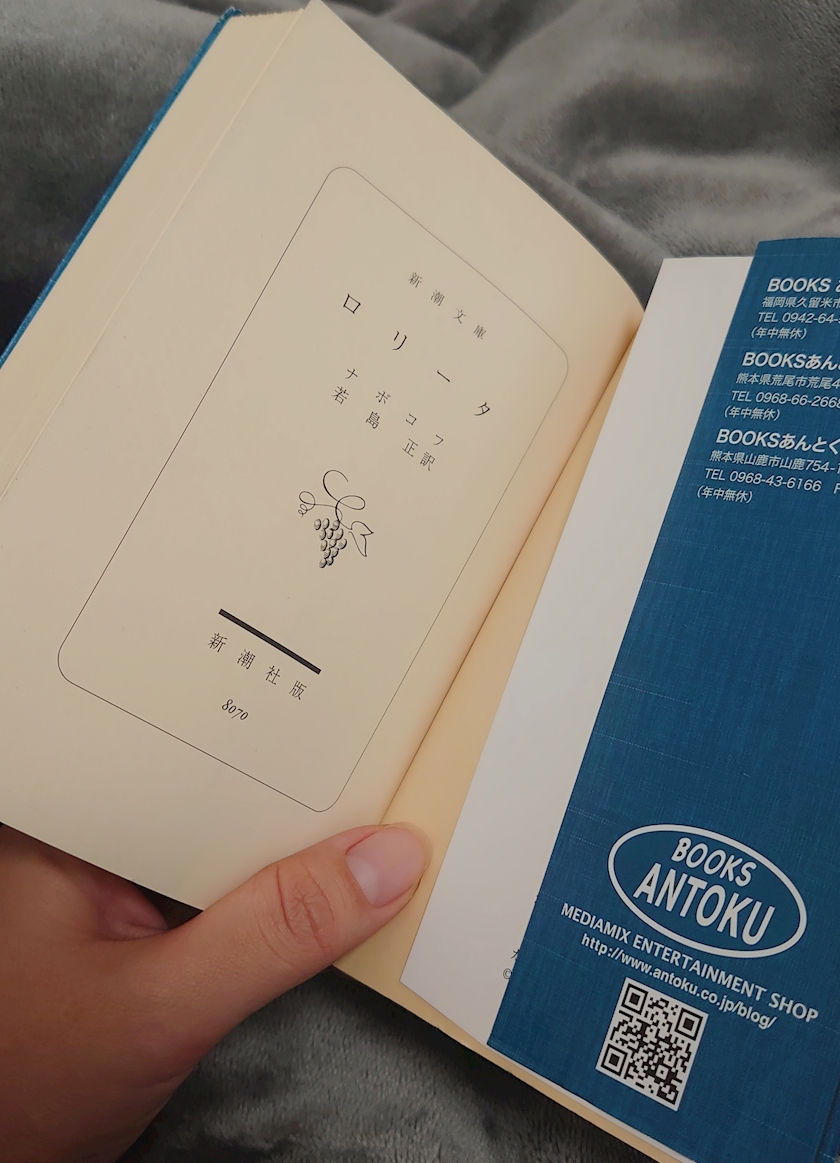 新潮文庫
ロリータ
ナボコフ
若島正訳
新潮社版
8070
BOOKS
福岡県久留米市
TEL 0942-64-
(年中無休)
BOOKSあん
熊本県荒尾市荒尾4
TEL 0968-66-2668
(年中無休)
BOOKSあんとく
熊本県山鹿市山鹿754-1
TEL 0968-43-6166
(年中無休)
BOOKS
ANTOKU
MEDIAMIX ENTERTAINMENT SHOP
http://www.antoku.co.jp/blog/
©